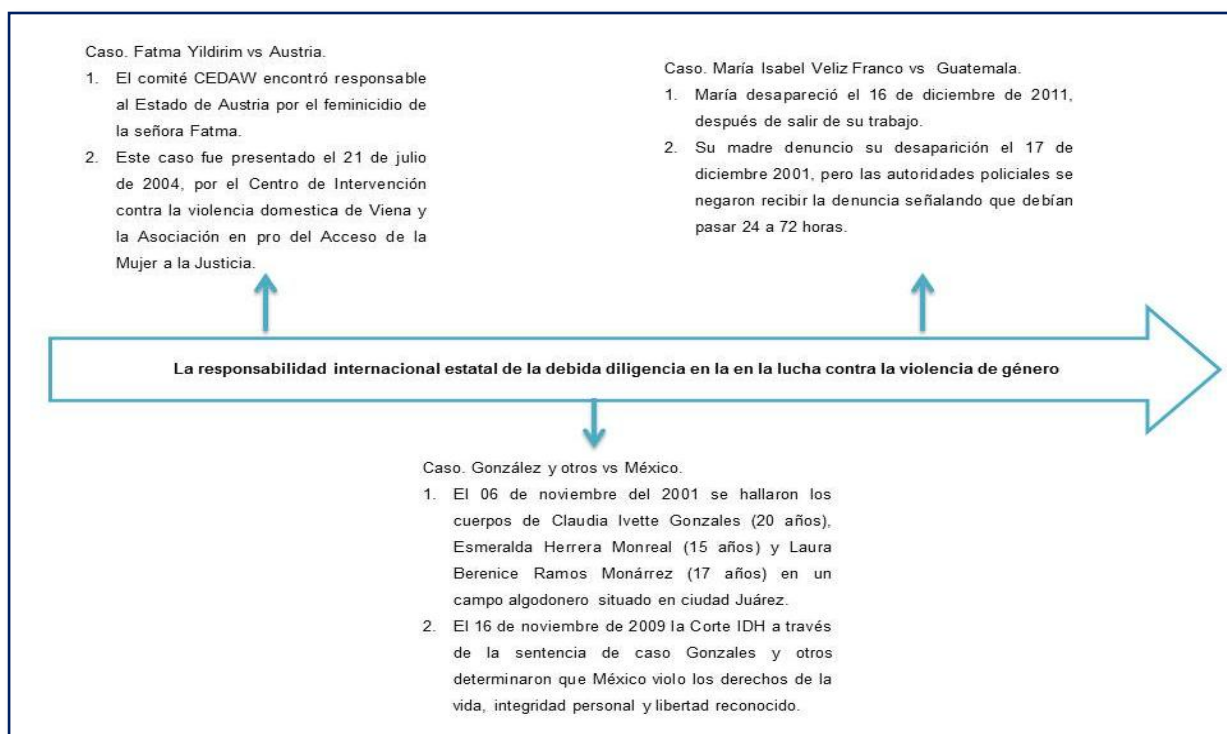 Caso. Fatma Yildirim vs Austria.
1. El comité CEDAW encontró responsable
al Estado de Austria por el feminicidio de
la señora Fatma.
2. Este caso fue presentado el 21 de julio
de 2004, por el Centro de Intervención
contra la violencia domestica de Viena y
la Asociación en pro del Acceso de la
Mujer a la Justicia.
Caso. María Isabel Veliz Franco vs Guatemala.
1. María desapareció el 16 de diciembre de 2011,
después de salir de su trabajo.
2. Su madre denuncio su desaparición el 17 de
diciembre 2001, pero las autoridades policiales se
negaron recibir la denuncia señalando que debían
pasar 24 a 72 horas.
La responsabilidad internacional estatal de la debida diligencia en la en la lucha contra la violencia de género
Caso. González y otros vs México.
1. El 06 de noviembre del 2001 se hallaron los
cuerpos de Claudia Ivette Gonzales (20 años),
Esmeralda Herrera Monreal (15 años) y Laura
Berenice Ramos Monárrez (17 años) en un
campo algodonero situado en ciudad Juárez.
2. El 16 de noviembre de 2009 la Corte IDH a través
de la sentencia de caso Gonzales y otros
determinaron que México violo los derechos de la
vida, integridad personal y libertad reconocido.